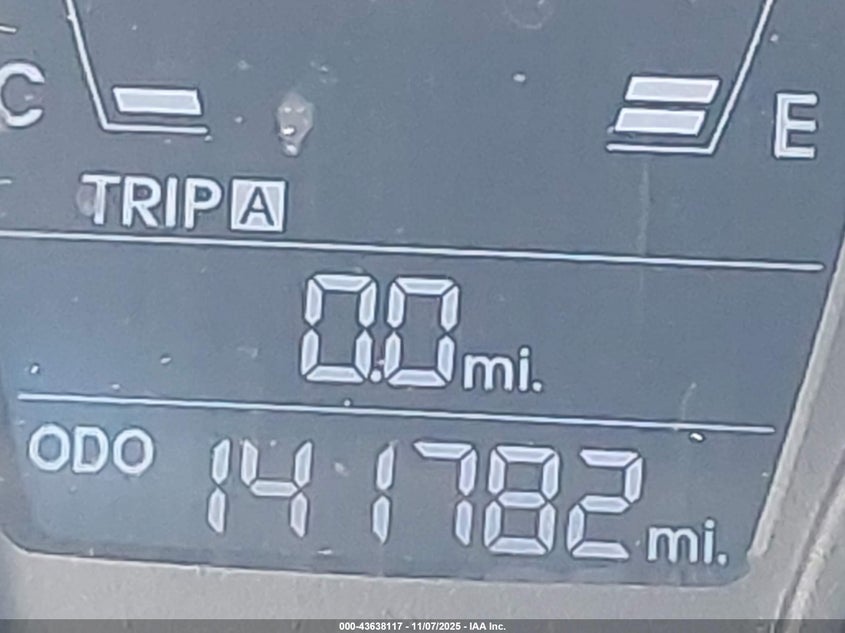 C
E
TRIP A
0.0 mi.
ODO 141782 mi.
000-43638117 - 11/07/2025 - IAA Inc.